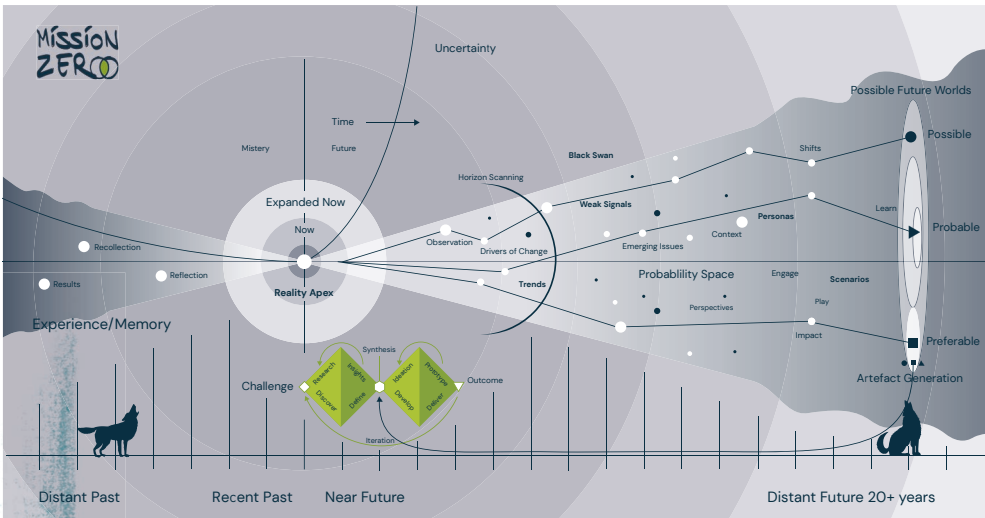 MiSSiON
ZERO
Uncertainty
Possible Future Worlds
Time
Possible
Mistery
Future
Black Swan
Shifts
Horizon Scanning
Expanded Now
Weak Signals
Learn
Personas
Now
Probable
Context
Observation
Recollection
Drivers of Change
Emerging Issues
Reflection
Probablility Space
Engage
Scenarios
Results
Reality Apex
Trends
Play
Perspectives
Experience/Memory
Impact
Preferable
Synthesis
Research
Insights
Ideation
Prototype
Challenge
Outcome
Artefact Generation
Discover
Define
Develop
Deliver
Iteration
Distant Past
Recent Past
Near Future
Distant Future 20+ years